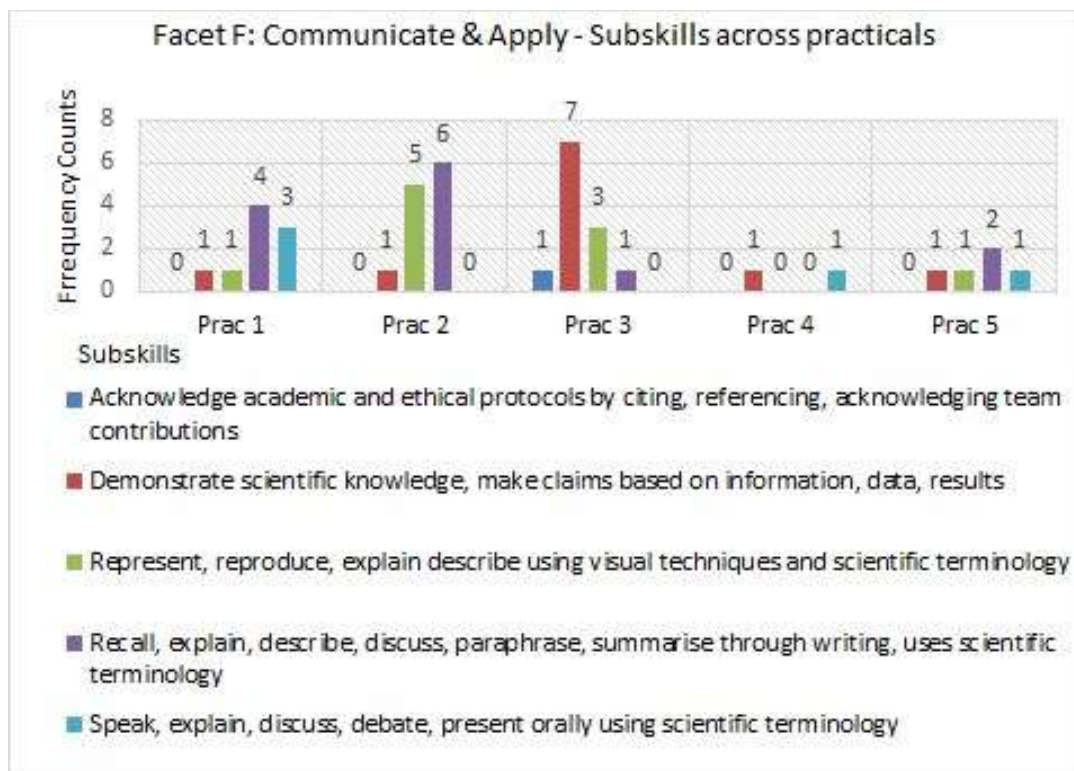 Facet F: Communicate & Apply - Subskills across practicals
Frrequency Counts
8
6
4
2
0
0 1 1 4 3
0 1 5 6 0
1 7 3 1 0
0 1 0 0 1
0 1 1 2 1
Prac 1 Prac 2 Prac 3 Prac 4 Prac 5
Subskills
Acknowledge academic and ethical protocols by citing, referencing, acknowledging team
contributions
Demonstrate scientific knowledge, make claims based on information, data, results
Represent, reproduce, explain describe using visual techniques and scientific terminology
Recall, explain, describe, discuss, paraphrase, summarise through writing, uses scientific
terminology
Speak, explain, discuss, debate, present orally using scientific terminology